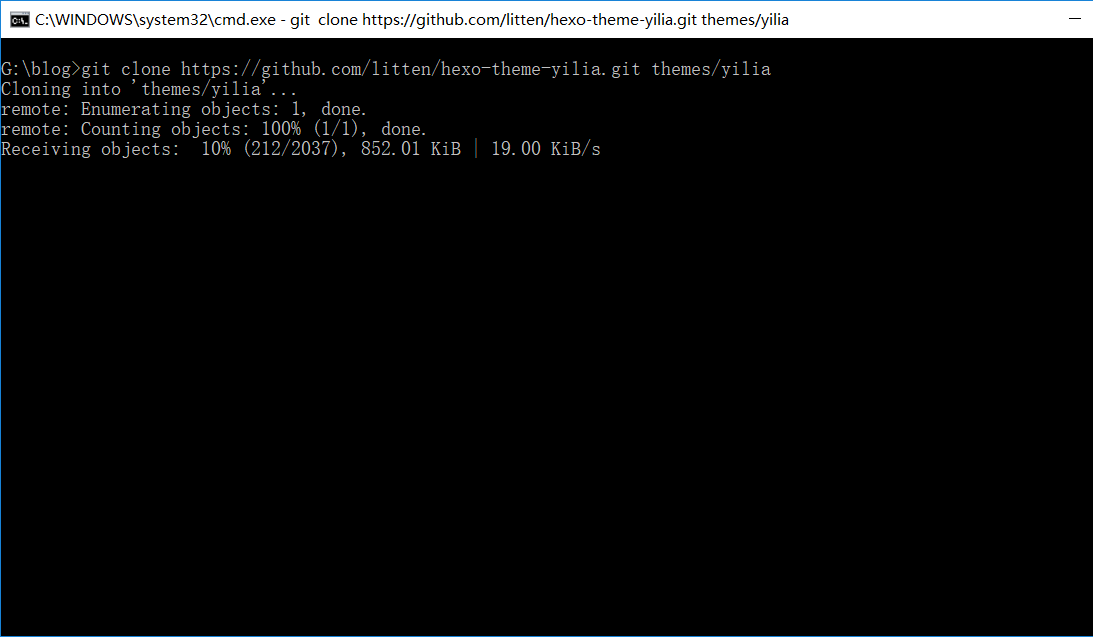 C:\WINDOWS\system32\cmd.exe - git  clone https://github.com/litten/hexo-theme-yilia.git themes/yilia
G:\blog>git clone https://github.com/litten/hexo-theme-yilia.git themes/yilia
Cloning into 'themes/yilia'...
remote: Enumerating objects: 1, done.
remote: Counting objects: 100% (1/1), done.
Receiving objects:  10% (212/2037), 852.01 KiB | 19.00 KiB/s